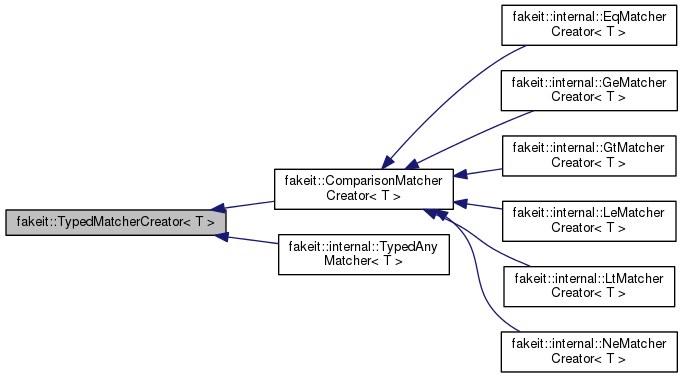 fakeit::internal::EqMatcher
Creator< T >
fakeit::internal::GeMatcher
Creator< T >
fakeit::internal::GtMatcher
Creator< T >
fakeit::ComparisonMatcher
Creator< T >
fakeit::internal::LeMatcher
Creator< T >
fakeit::TypedMatcherCreator< T >
fakeit::internal::TypedAny
Matcher< T >
fakeit::internal::LtMatcher
Creator< T >
fakeit::internal::NeMatcher
Creator< T >